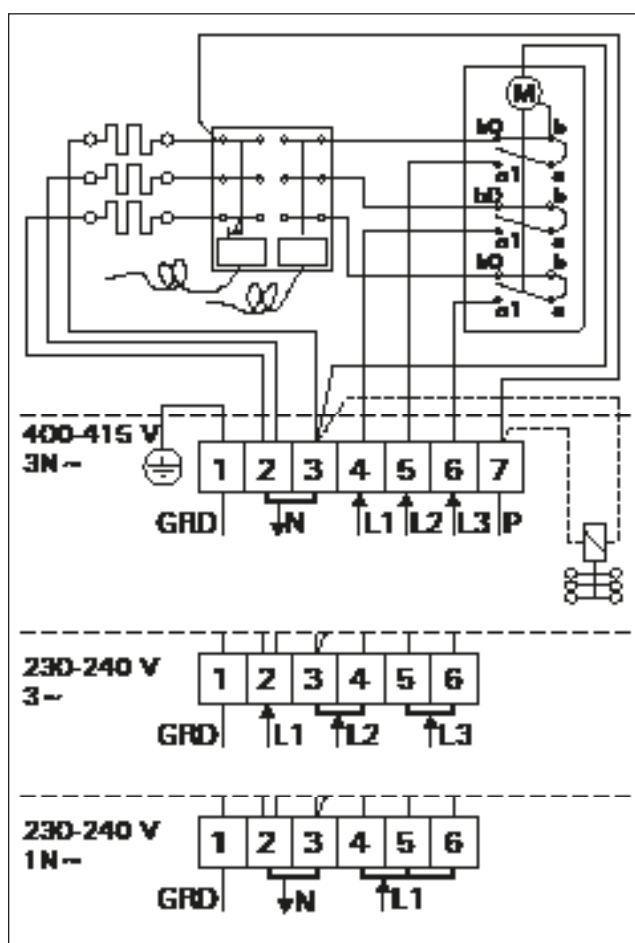 M
b0 b
a1 a
b0 b
a1 a
b0 b
a1 a
400-415 V
3N ~
1 2 3 4 5 6 7
GRD N L1 L2 L3 P
230-240 V
3 ~
1 2 3 4 5 6
GRD L1 L2 L3
230-240 V
1N ~
1 2 3 4 5 6
GRD N L1